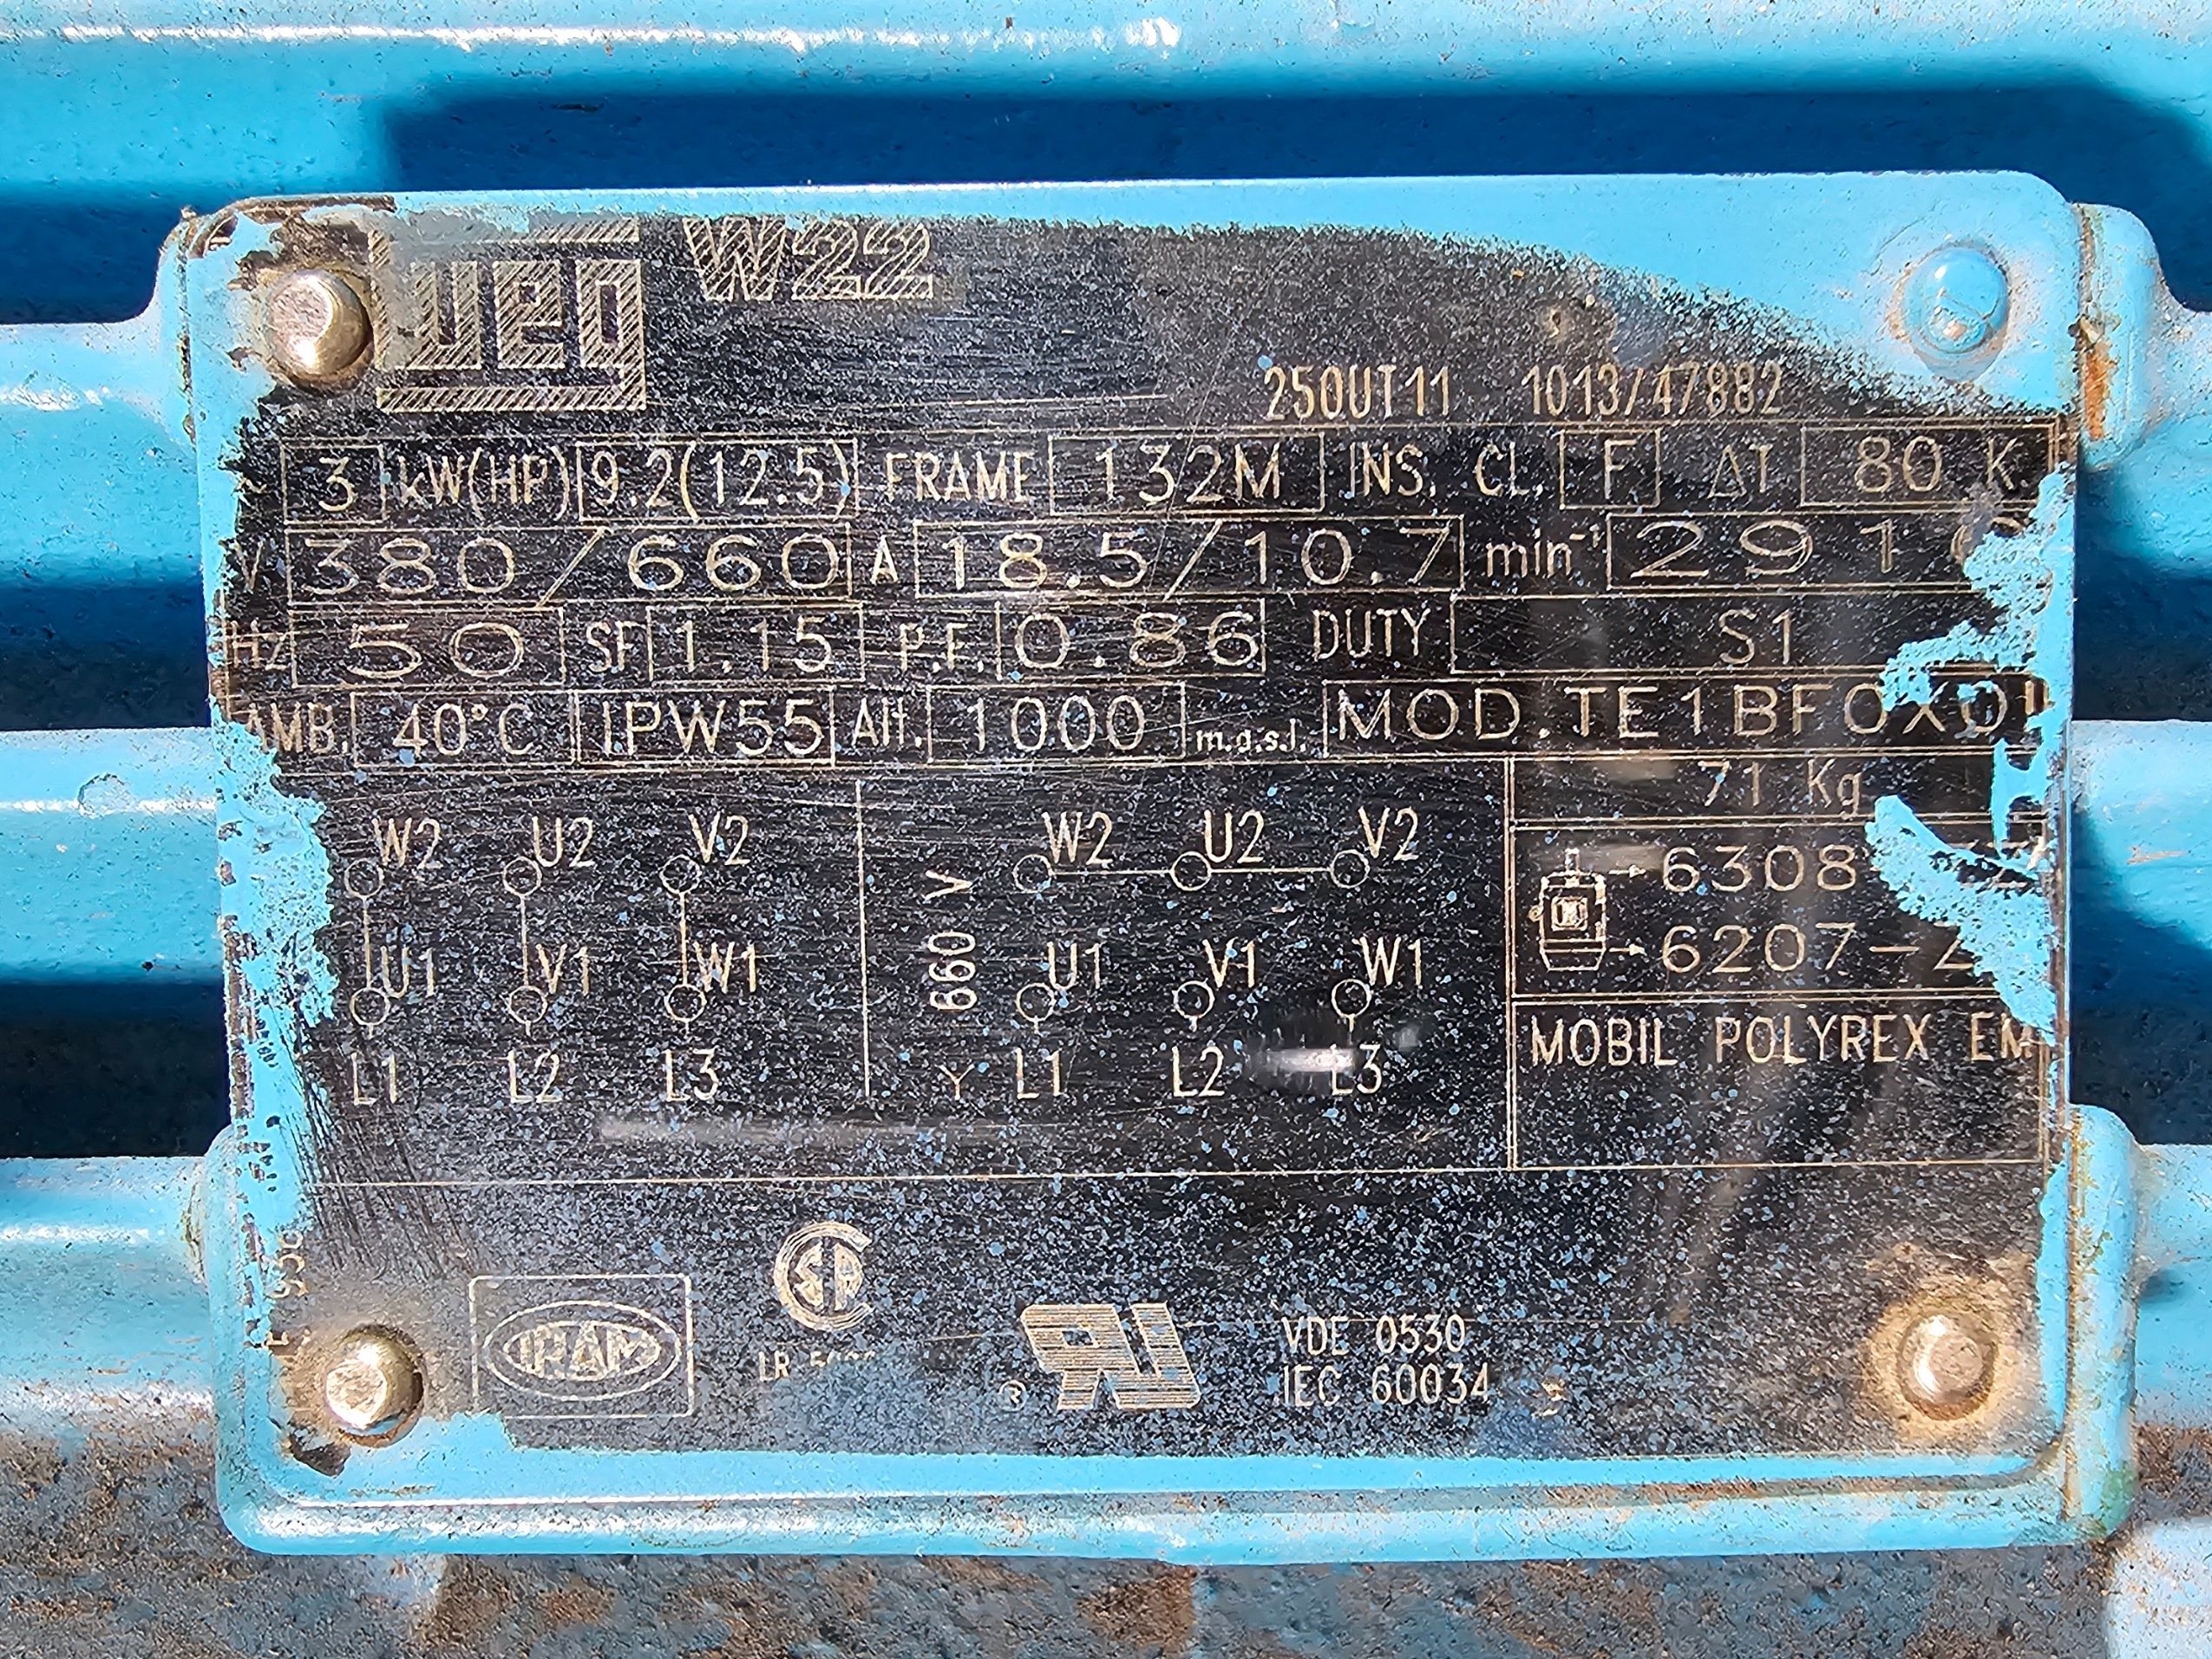 weg W22
250UT11 1013/47882
~ 3 kW(HP) 9.2(12.5) FRAME 132M INS. CL. F ΔT 80 K
V 380/660 A 18.5/10.7 min⁻¹
Hz 50 SF 1.15 P.F. 0.86 DUTY S1
AMB. 40°C IPW55 Alt. 1000 m.a.s.l. MOD.TE1BF0X0
71 Kg
W2 U2 V2 W2 U2 V2
6308
660 V
U1 V1 W1 U1 V1 W1
6207-Z
L1 L2 L3 Y L1 L2 L3
MOBIL POLYREX EM
IRAM
CSA
LR
® RU
VDE 0530
IEC 60034